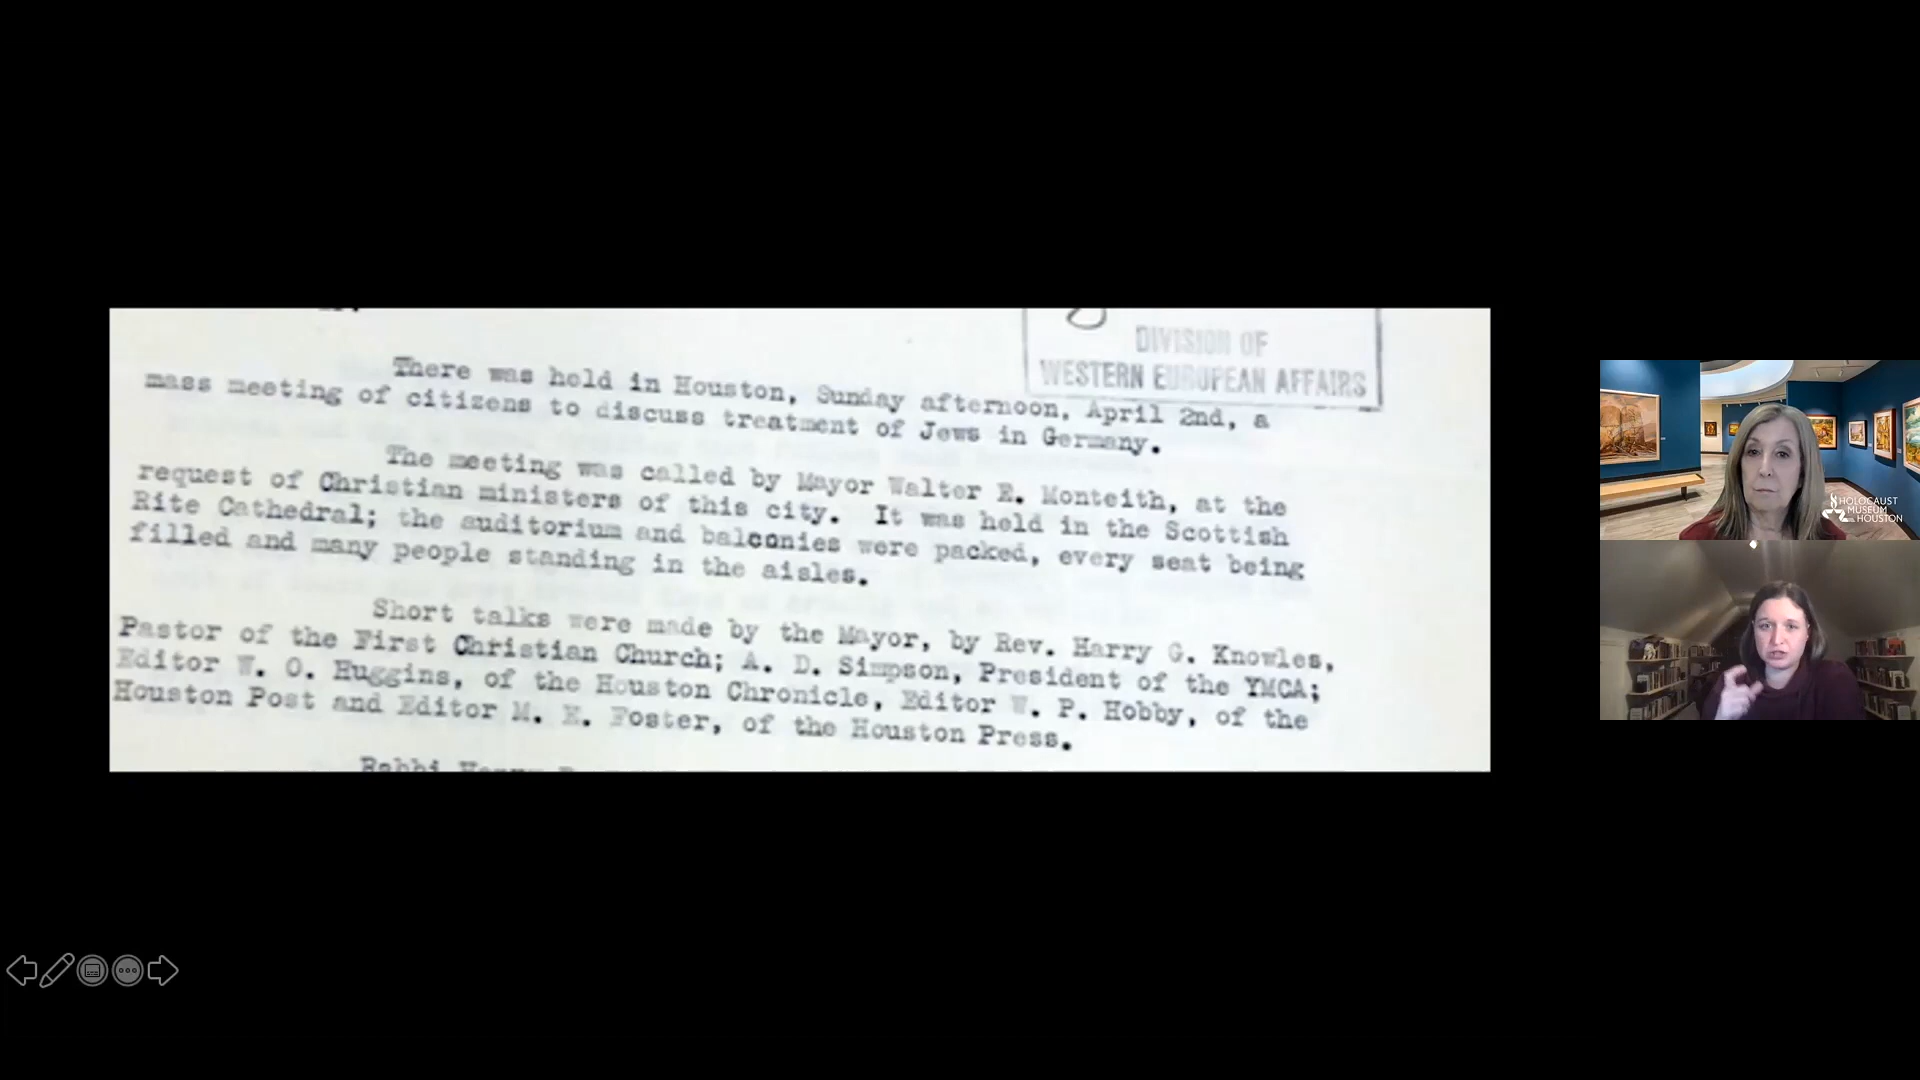 DIVISION OF
WESTERN EUROPEAN AFFAIRS
There was held in Houston, Sunday afternoon, April 2nd, a
mass meeting of citizens to discuss treatment of Jews in Germany.
The meeting was called by Mayor Walter E. Monteith, at the
request of Christian ministers of this city. It was held in the Scottish
Rite Cathedral; the auditorium and balconies were packed, every seat being
filled and many people standing in the aisles.
Short talks were made by the Mayor, by Rev. Harry G. Knowles,
Pastor of the First Christian Church; A. D. Simpson, President of the YMCA;
Editor W. O. Huggins, of the Houston Chronicle, Editor W. P. Hobby, of the
Houston Post and Editor M. E. Foster, of the Houston Press.
Rabbi
HOLOCAUST
MUSEUM
HOUSTON